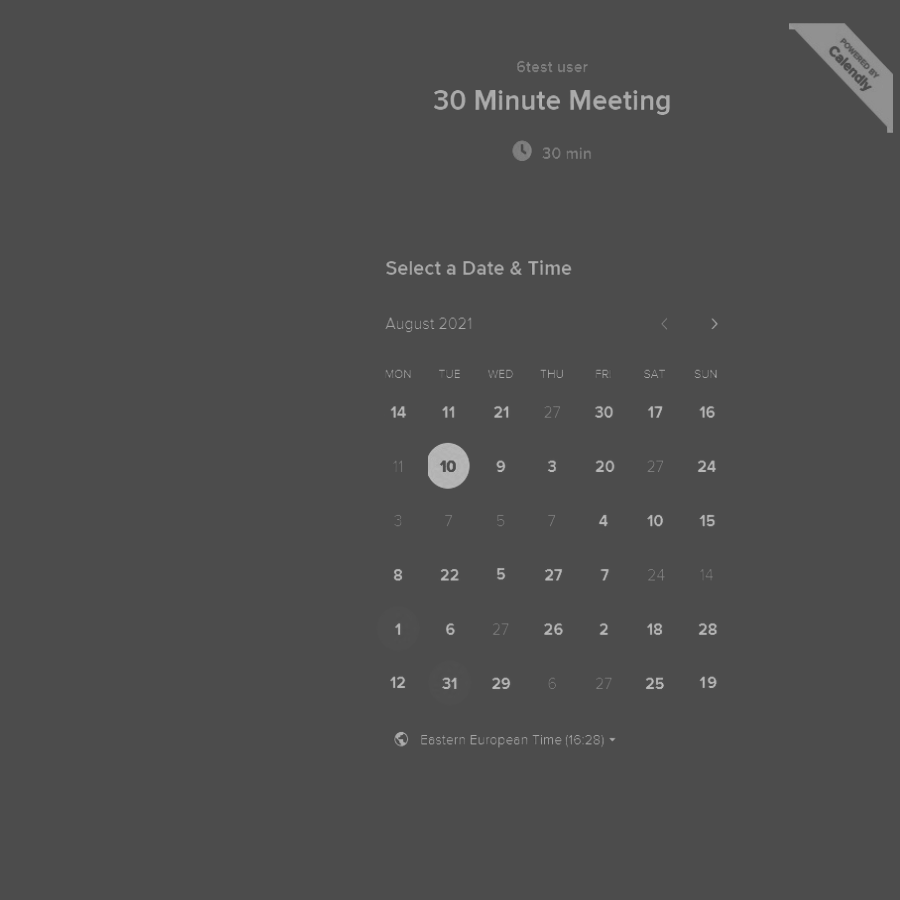 POWERED BY
Calendly
6test user
30 Minute Meeting
30 min
Select a Date & Time
August 2021
MON TUE WED THU FRI SAT SUN
14 11 21 27 30 17 16
11 10 9 3 20 27 24
3 7 5 7 4 10 15
8 22 5 27 7 24 14
1 6 27 26 2 18 28
12 31 29 6 27 25 19
Eastern European Time (16:28)